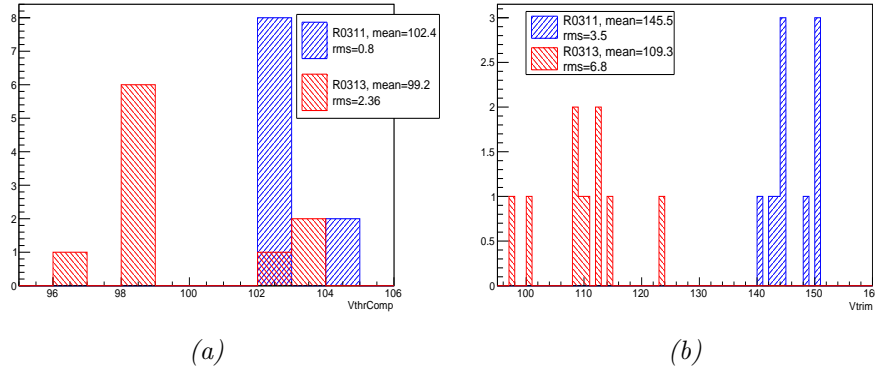 8
7
6
5
4
3
2
1
0
96
98
100
102
104
106
VthrComp
R0311, mean=102.4
rms=0.8
R0313, mean=99.2
rms=2.36
(a)
3
2.5
2
1.5
1
0.5
0
100
110
120
130
140
150
160
Vtrim
R0311, mean=145.5
rms=3.5
R0313, mean=109.3
rms=6.8
(b)